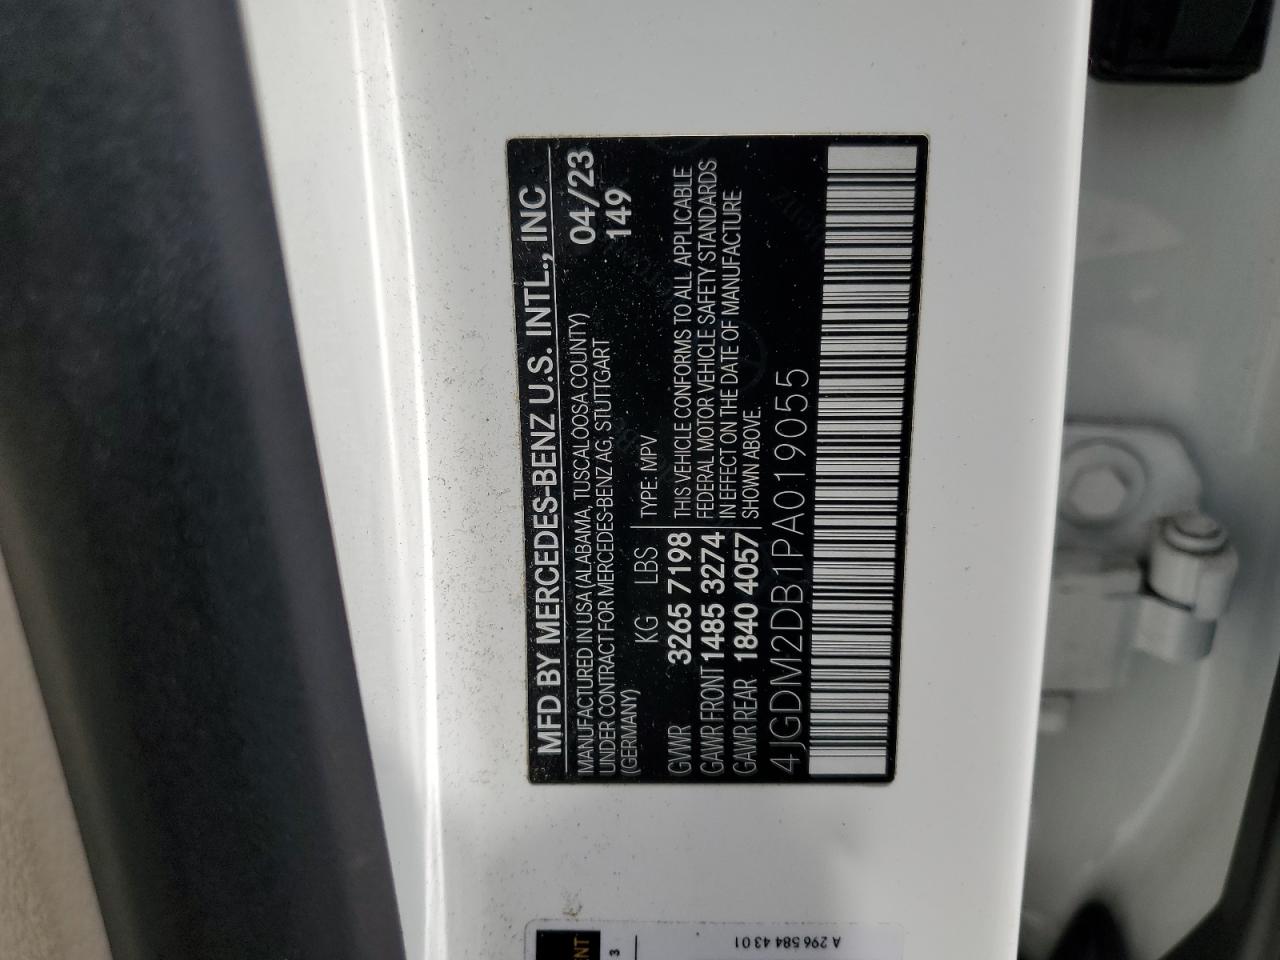 MFD BY MERCEDES-BENZ U.S. INTL., INC
MANUFACTURED IN USA (ALABAMA, TUSCALOOSA COUNTY) 04/23
UNDER CONTRACT FOR MERCEDES-BENZ AG, STUTTGART 149
(GERMANY)
KG LBS TYPE: MPV
GVWR 3265 7198 THIS VEHICLE CONFORMS TO ALL APPLICABLE
GAWR FRONT 1485 3274 FEDERAL MOTOR VEHICLE SAFETY STANDARDS
GAWR REAR 1840 4057 IN EFFECT ON THE DATE OF MANUFACTURE
SHOWN ABOVE.
4JGDM2DB1PA019055
3
A 296 584 43 01